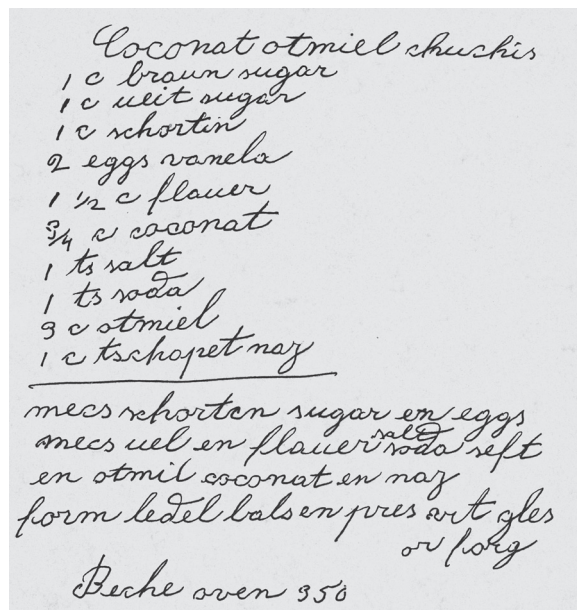 Coconat otmiel chuchis
1 c braun sugar
1 c ueit sugar
1 c schortin
2 eggs vanela
1 1/2 c flauer
3/4 c coconat
1 ts salt
1 ts soda
3 c otmiel
1 c tschapet naz
mecs schorten sugar en eggs
mecs uel en flauer salt soda seft
en otmil coconat en naz
form ledel bals en pres vit gles
or forg
Beche oven 350